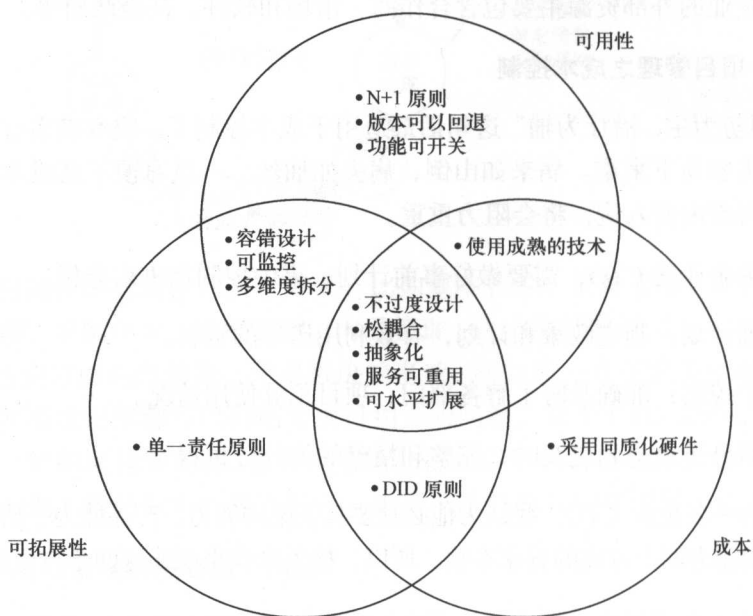 可用性
•N+1 原则
•版本可以回退
•功能可开关
•容错设计
•可监控
•多维度拆分
•使用成熟的技术
•不过度设计
•松耦合
•抽象化
•服务可重用
•可水平扩展
•单一责任原则
•采用同质化硬件
•DID 原则
可拓展性
成本